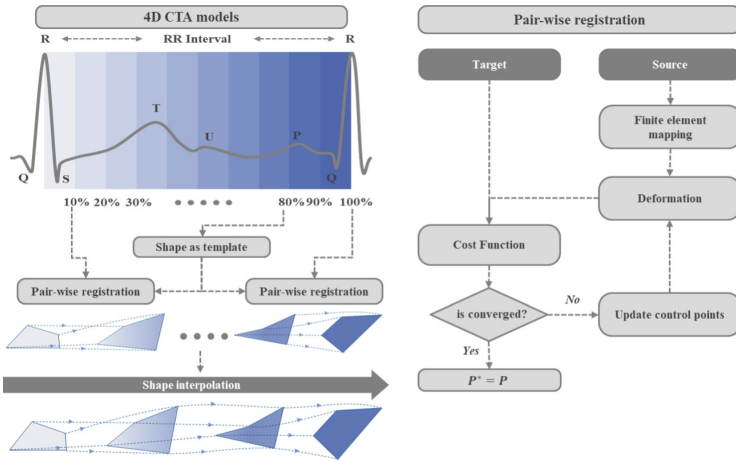 4D CTA models
R
RR Interval
R
T
U
P
Q
S
Q
10%
20%
30%
80%
90%
100%
Shape as template
Pair-wise registration
Pair-wise registration
Shape interpolation
Pair-wise registration
Target
Source
Finite element
mapping
Deformation
Cost Function
is converged?
No
Update control points
Yes
P* = P